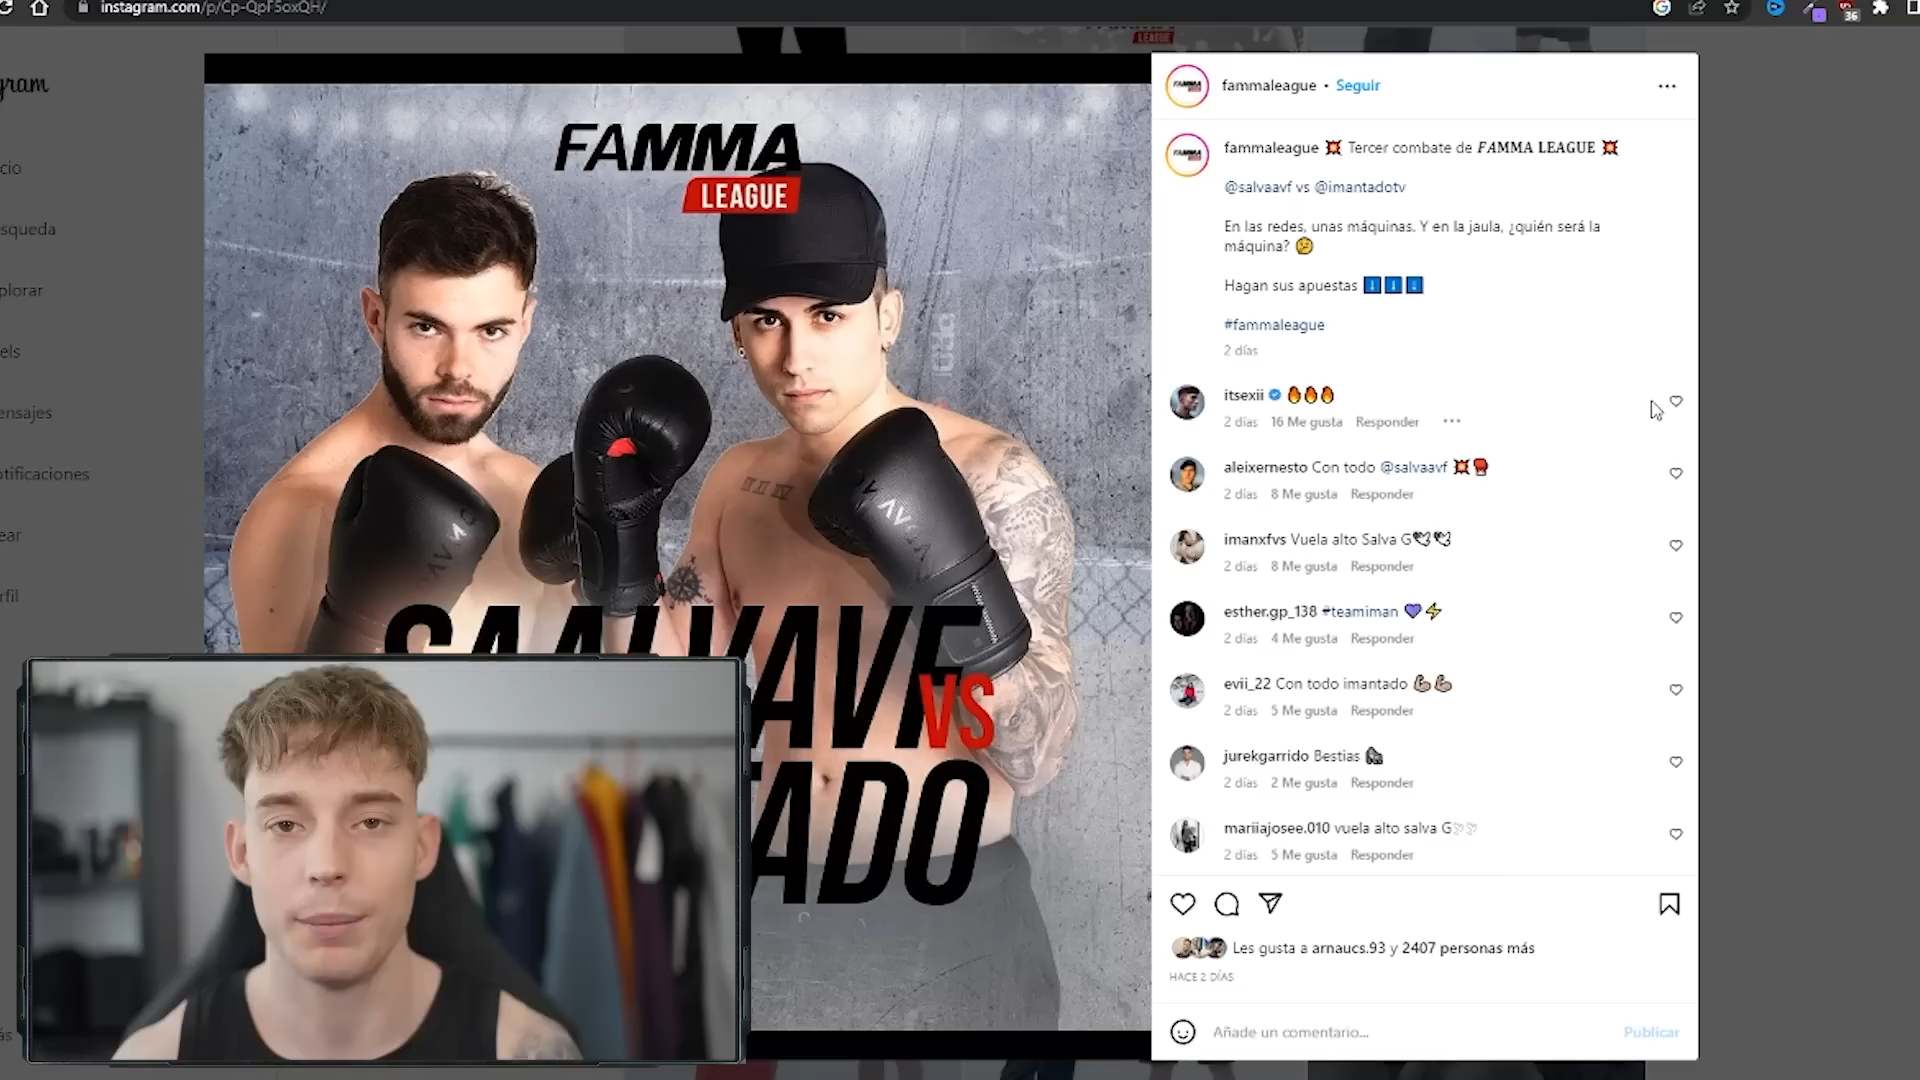 instagram.com/p/Cp-QpF5oxQH/
36
LEAGUE
gram
cio
squeda
plorar
els
ensajes
otificaciones
ear
rfil
ás
FAMMA
LEAGUE
SAALVAVF
VS
TADO
fammaleague • Seguir
fammaleague 💥 Tercer combate de FAMMA LEAGUE 💥
@salvaavf vs @imantadotv
En las redes, unas máquinas. Y en la jaula, ¿quién será la
máquina? 🤔
Hagan sus apuestas ⬇️⬇️⬇️
#fammaleague
2 días
itsexii 🔥🔥🔥
2 días 16 Me gusta Responder
aleixernesto Con todo @salvaavf 💥🥊
2 días 8 Me gusta Responder
imanxfvs Vuela alto Salva G🕊🕊
2 días 8 Me gusta Responder
esther.gp_138 #teamiman 💜⚡
2 días 4 Me gusta Responder
evii_22 Con todo imantado 💪🏼💪🏼
2 días 5 Me gusta Responder
jurekgarrido Bestias 🦍
2 días 2 Me gusta Responder
mariiajosee.010 vuela alto salva G🕊🕊
2 días 5 Me gusta Responder
Les gusta a arnaucs.93 y 2407 personas más
HACE 2 DÍAS
Añade un comentario...
Publicar